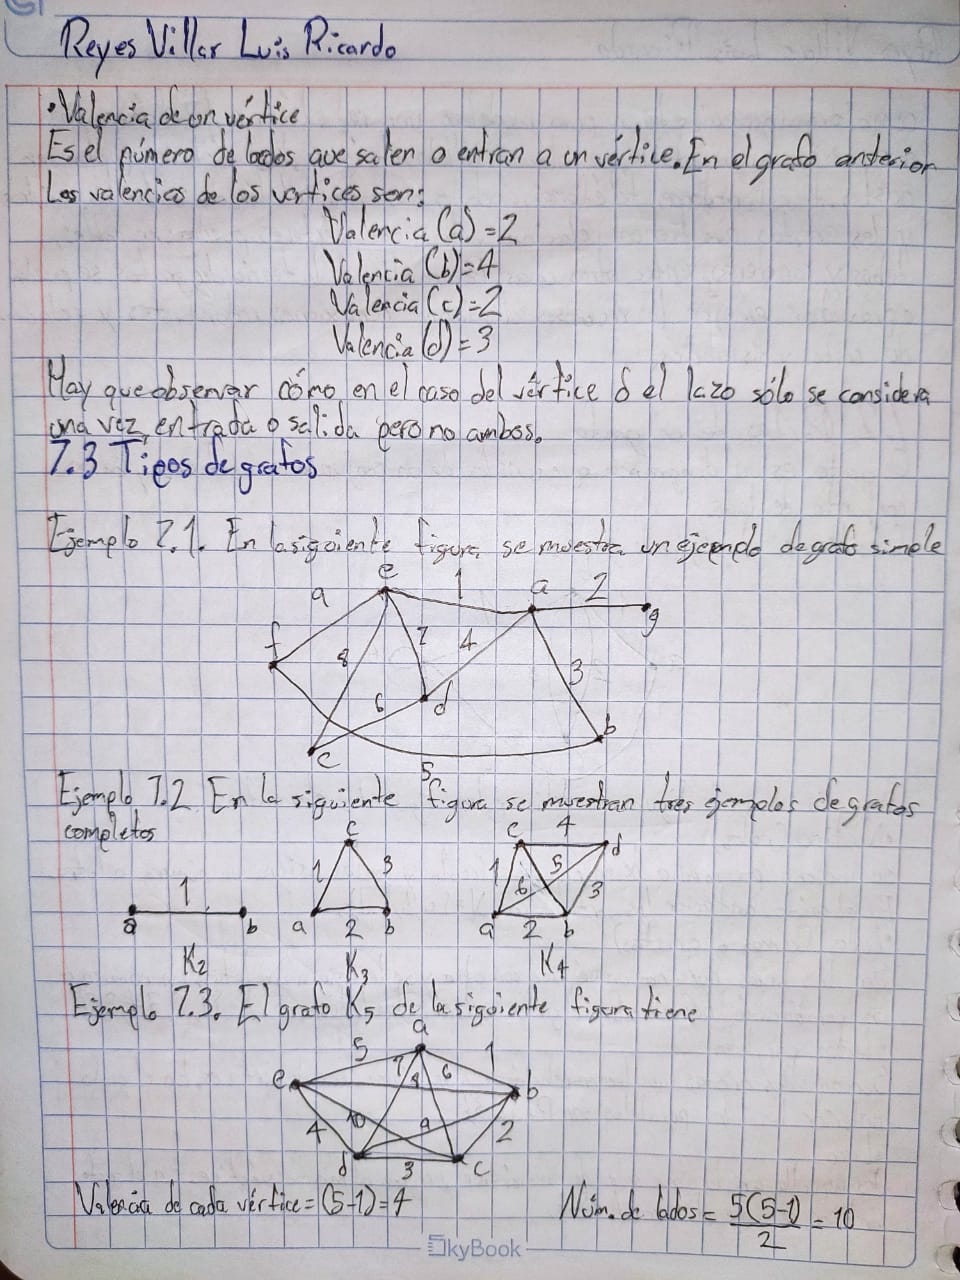 Reyes Villar Luis Ricardo
• Valencia de un vértice
Es el número de lados que salen o entran a un vértice. En el grafo anterior
Las valencias de los vertices son:
Valencia (a) = 2
Valencia (b) = 4
Valencia (c) = 2
Valencia (d) = 3
Hay que observar cómo en el caso del vértice d el lazo sólo se considera
una vez, entrada o salida pero no ambos.
7.3 Tipos de grafos
Ejemplo 7.1. En la siguiente figura, se muestra un ejemplo de grafo simple
e 1 a 2
9 g
f 8 7 4 3
6 d b
c
5
Ejemplo 7.2 En la siguiente figura se muestran tres ejemplos de grafos
completos
c c 4 d
1 1 3 1 6 5 3
a b a 2 b a 2 b
K2 K3 K4
Ejemplo 7.3. El grafo K5 de la siguiente figura tiene
a
5 7 8 6 1
e b
4 10 9 2
d 3 c
Valencia de cada vértice = (5-1) = 4 Núm. de lados = 5(5-1)/2 = 10
SkyBook